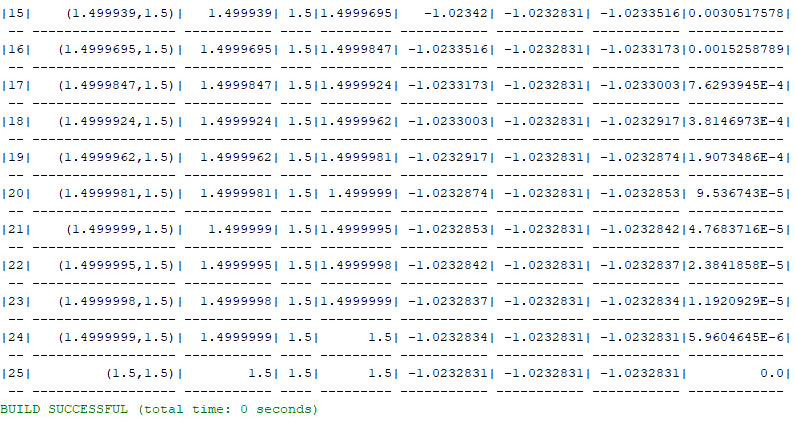 |15|    (1.499939,1.5)|   1.499939| 1.5|1.4999695|   -1.02342| -1.0232831| -1.0233516|0.0030517578|
 -- ------------------ ----------- ---- --------- ----------- ----------- ----------- ------------
|16|   (1.4999695,1.5)|  1.4999695| 1.5|1.4999847| -1.0233516| -1.0232831| -1.0233173|0.0015258789|
 -- ------------------ ----------- ---- --------- ----------- ----------- ----------- ------------
|17|   (1.4999847,1.5)|  1.4999847| 1.5|1.4999924| -1.0233173| -1.0232831| -1.0233003|7.6293945E-4|
 -- ------------------ ----------- ---- --------- ----------- ----------- ----------- ------------
|18|   (1.4999924,1.5)|  1.4999924| 1.5|1.4999962| -1.0233003| -1.0232831| -1.0232917|3.8146973E-4|
 -- ------------------ ----------- ---- --------- ----------- ----------- ----------- ------------
|19|   (1.4999962,1.5)|  1.4999962| 1.5|1.4999981| -1.0232917| -1.0232831| -1.0232874|1.9073486E-4|
 -- ------------------ ----------- ---- --------- ----------- ----------- ----------- ------------
|20|   (1.4999981,1.5)|  1.4999981| 1.5| 1.499999| -1.0232874| -1.0232831| -1.0232853| 9.536743E-5|
 -- ------------------ ----------- ---- --------- ----------- ----------- ----------- ------------
|21|    (1.499999,1.5)|   1.499999| 1.5|1.4999995| -1.0232853| -1.0232831| -1.0232842|4.7683716E-5|
 -- ------------------ ----------- ---- --------- ----------- ----------- ----------- ------------
|22|   (1.4999995,1.5)|  1.4999995| 1.5|1.4999998| -1.0232842| -1.0232831| -1.0232837|2.3841858E-5|
 -- ------------------ ----------- ---- --------- ----------- ----------- ----------- ------------
|23|   (1.4999998,1.5)|  1.4999998| 1.5|1.4999999| -1.0232837| -1.0232831| -1.0232834|1.1920929E-5|
 -- ------------------ ----------- ---- --------- ----------- ----------- ----------- ------------
|24|   (1.4999999,1.5)|  1.4999999| 1.5|      1.5| -1.0232834| -1.0232831| -1.0232831|5.9604645E-6|
 -- ------------------ ----------- ---- --------- ----------- ----------- ----------- ------------
|25|         (1.5,1.5)|        1.5| 1.5|      1.5| -1.0232831| -1.0232831| -1.0232831|         0.0|
 -- ------------------ ----------- ---- --------- ----------- ----------- ----------- ------------
BUILD SUCCESSFUL (total time: 0 seconds)